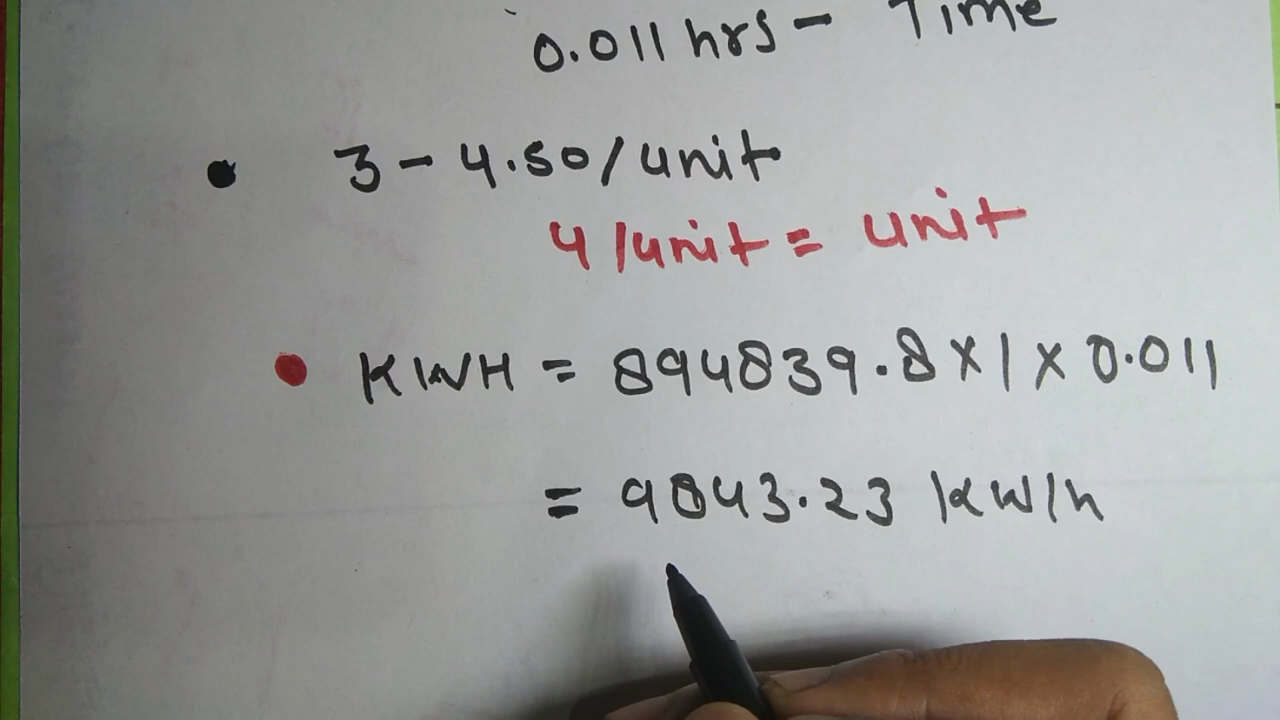 0.011 hrs - Time
3 - 4.50/unit
4/unit = unit
KWH = 894839.8 X 1 X 0.011
= 9843.23 kW/h